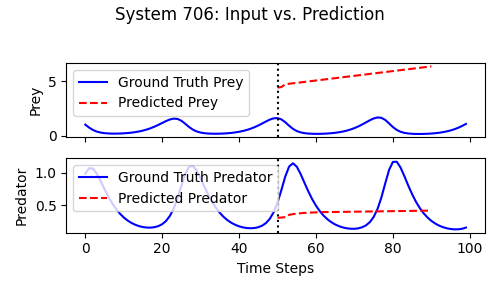 System 706: Input vs. Prediction
5
0
Prey
Ground Truth Prey
Predicted Prey
1.0
0.5
Predator
Ground Truth Predator
Predicted Predator
0 20 40 60 80 100
Time Steps